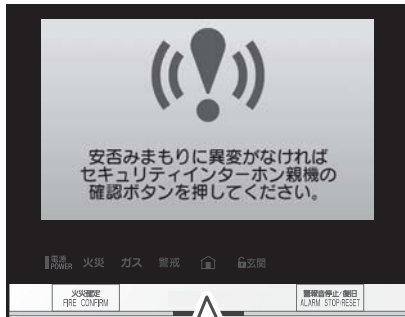 安否みまもりに異変がなければ
セキュリティインターホン親機の
確認ボタンを押してください。
電源 POWER 火災 ガス 警戒 玄関
火災確定 警報音停止/復旧
FIRE CONFIRM ALARM STOP/RESET